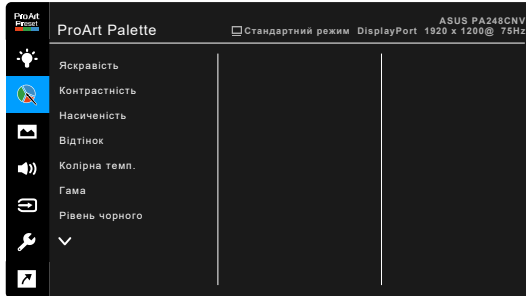 ProArt
Preset
ProArt Palette
ASUS PA248CNV
Стандартний режим DisplayPort 1920 x 1200@ 75Hz
Яскравість
Контрастність
Насиченість
Відтінок
Колірна темп.
Гама
Рівень чорного